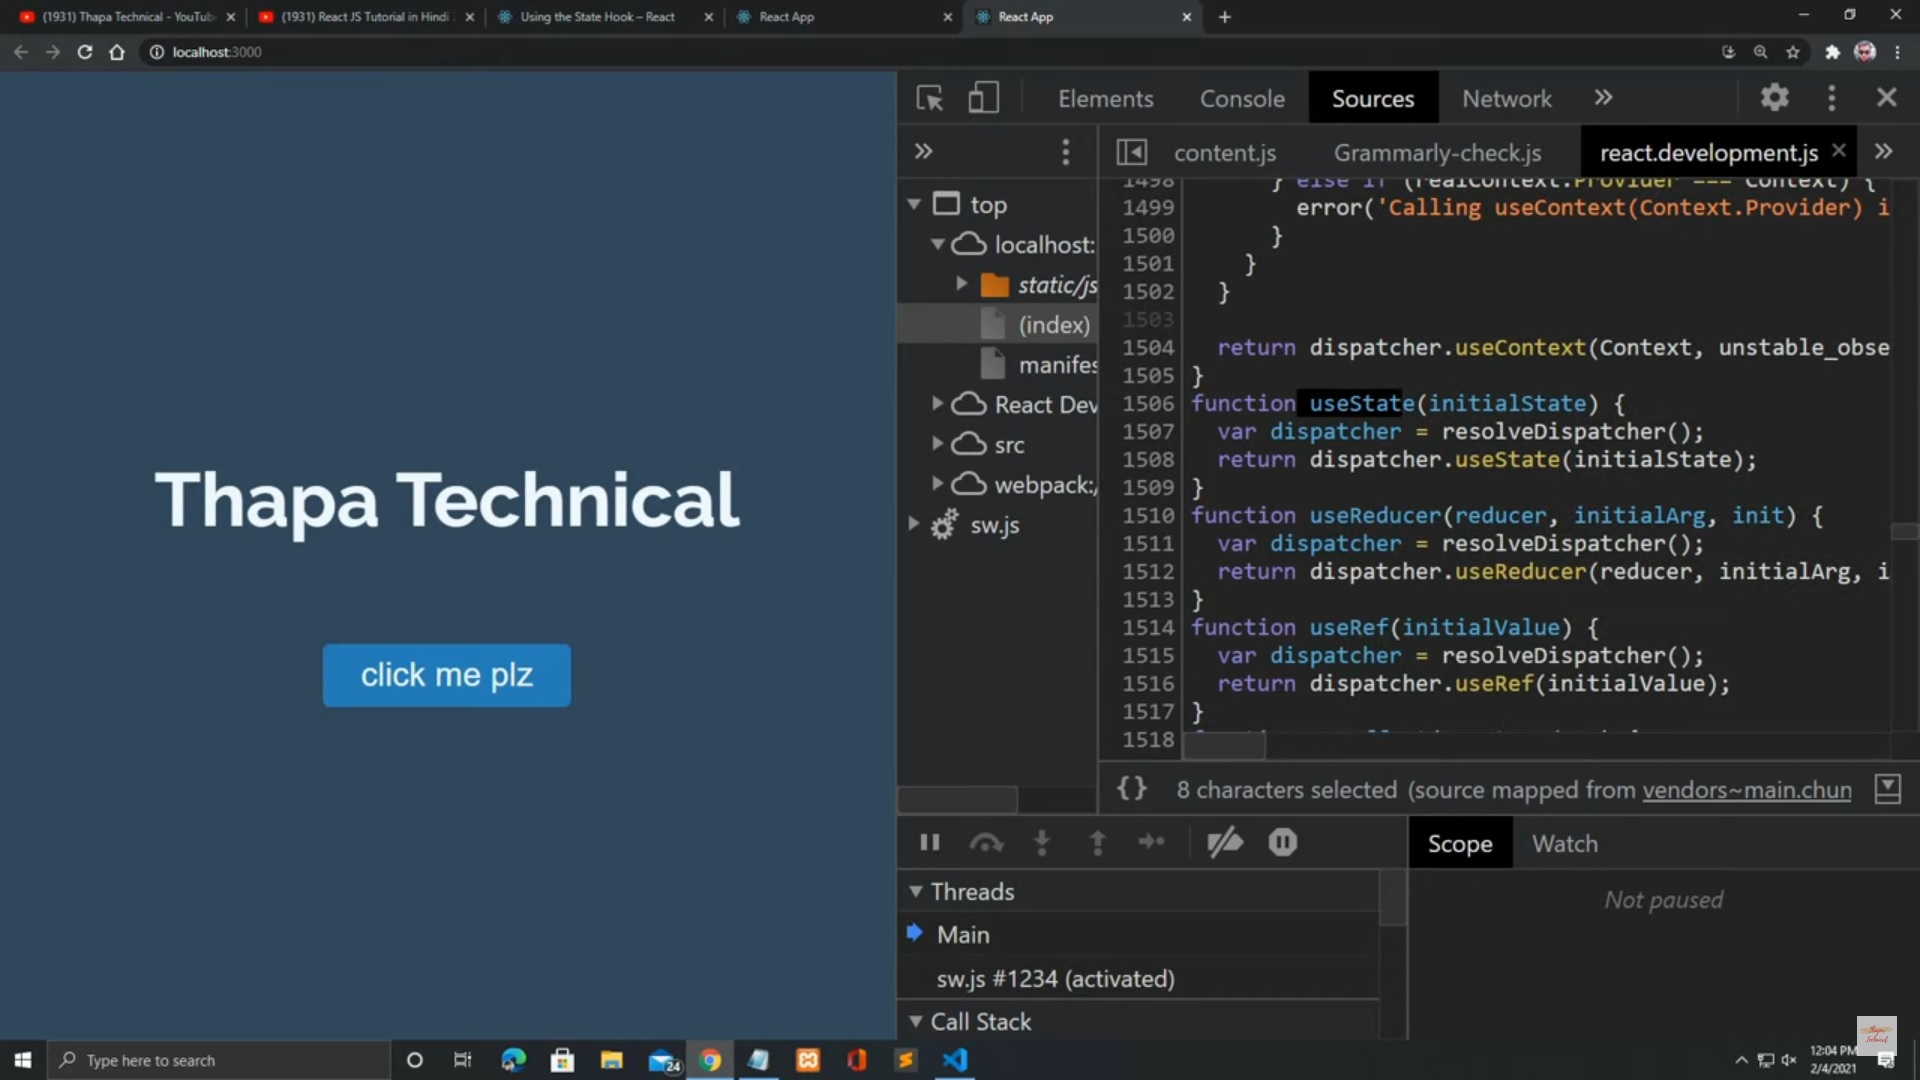 (1931) Thapa Technical - YouTub
(1931) React JS Tutorial in Hindi
Using the State Hook – React
React App
React App
localhost:3000
Elements
Console
Sources
Network
content.js
Grammarly-check.js
react.development.js
top
localhost:
static/js
(index)
manifes
React Dev
src
webpack:/
sw.js
1498 } else if (realContext.Provider === Context) {
1499 error('Calling useContext(Context.Provider) i
1500 }
1501 }
1502 }
1503
1504 return dispatcher.useContext(Context, unstable_obse
1505 }
1506 function useState(initialState) {
1507 var dispatcher = resolveDispatcher();
1508 return dispatcher.useState(initialState);
1509 }
1510 function useReducer(reducer, initialArg, init) {
1511 var dispatcher = resolveDispatcher();
1512 return dispatcher.useReducer(reducer, initialArg, i
1513 }
1514 function useRef(initialValue) {
1515 var dispatcher = resolveDispatcher();
1516 return dispatcher.useRef(initialValue);
1517 }
1518
{} 8 characters selected (source mapped from vendors~main.chun
Thapa Technical
click me plz
Scope
Watch
Not paused
Threads
Main
sw.js #1234 (activated)
Call Stack
Type here to search
24
12:04 PM
2/4/2021
Thapa
Technical